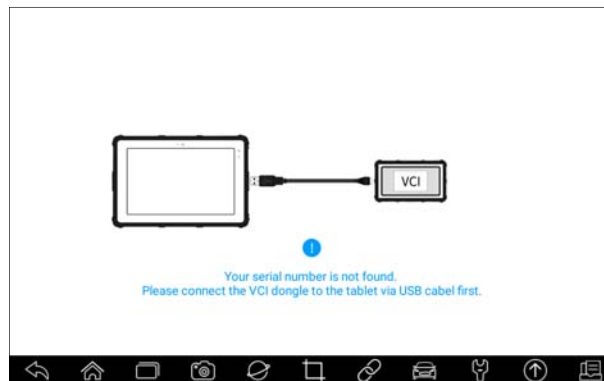 VCI
Your serial number is not found.
Please connect the VCI dongle to the tablet via USB cabel first.